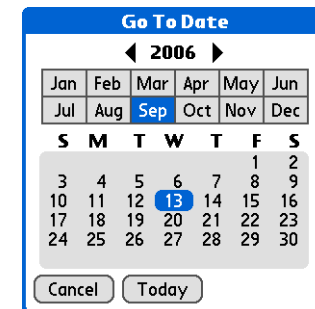 Go To Date
2006
Jan Feb Mar Apr May Jun
Jul Aug Sep Oct Nov Dec
S M T W T F S
1 2
3 4 5 6 7 8 9
10 11 12 13 14 15 16
17 18 19 20 21 22 23
24 25 26 27 28 29 30
Cancel Today